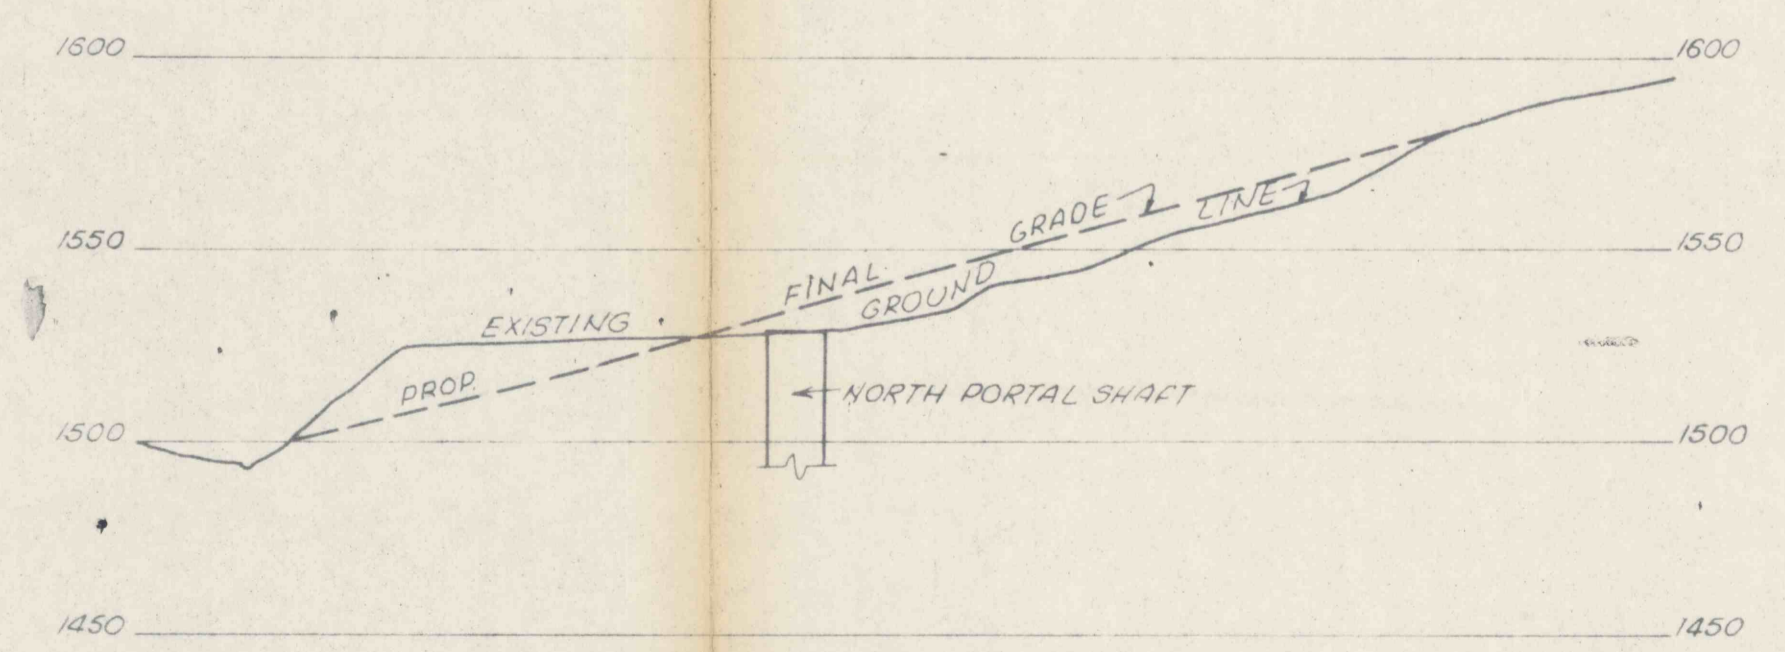 1600 1600
PROP. FINAL GRADE
1550 1550
EXISTING GROUND LINE
NORTH PORTAL SHAFT
1500 1500
1450 1450